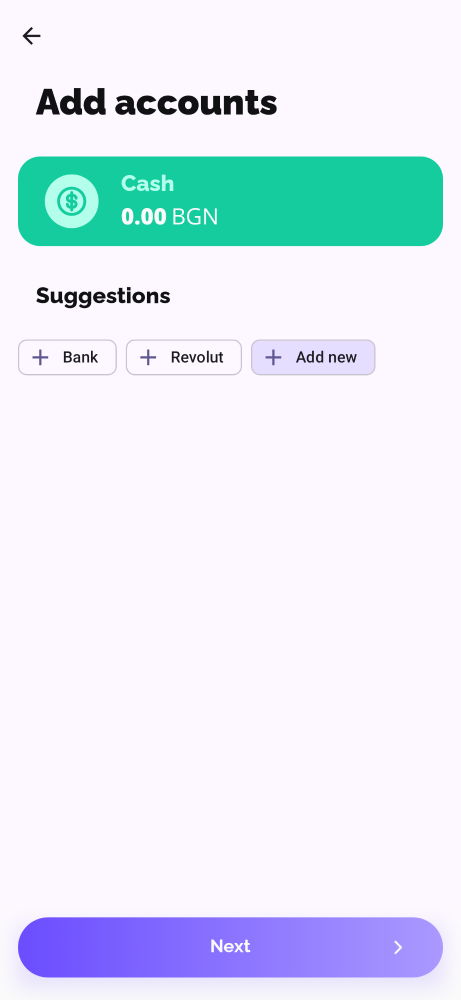 Add accounts
Cash
0.00 BGN
Suggestions
Bank
Revolut
Add new
Next